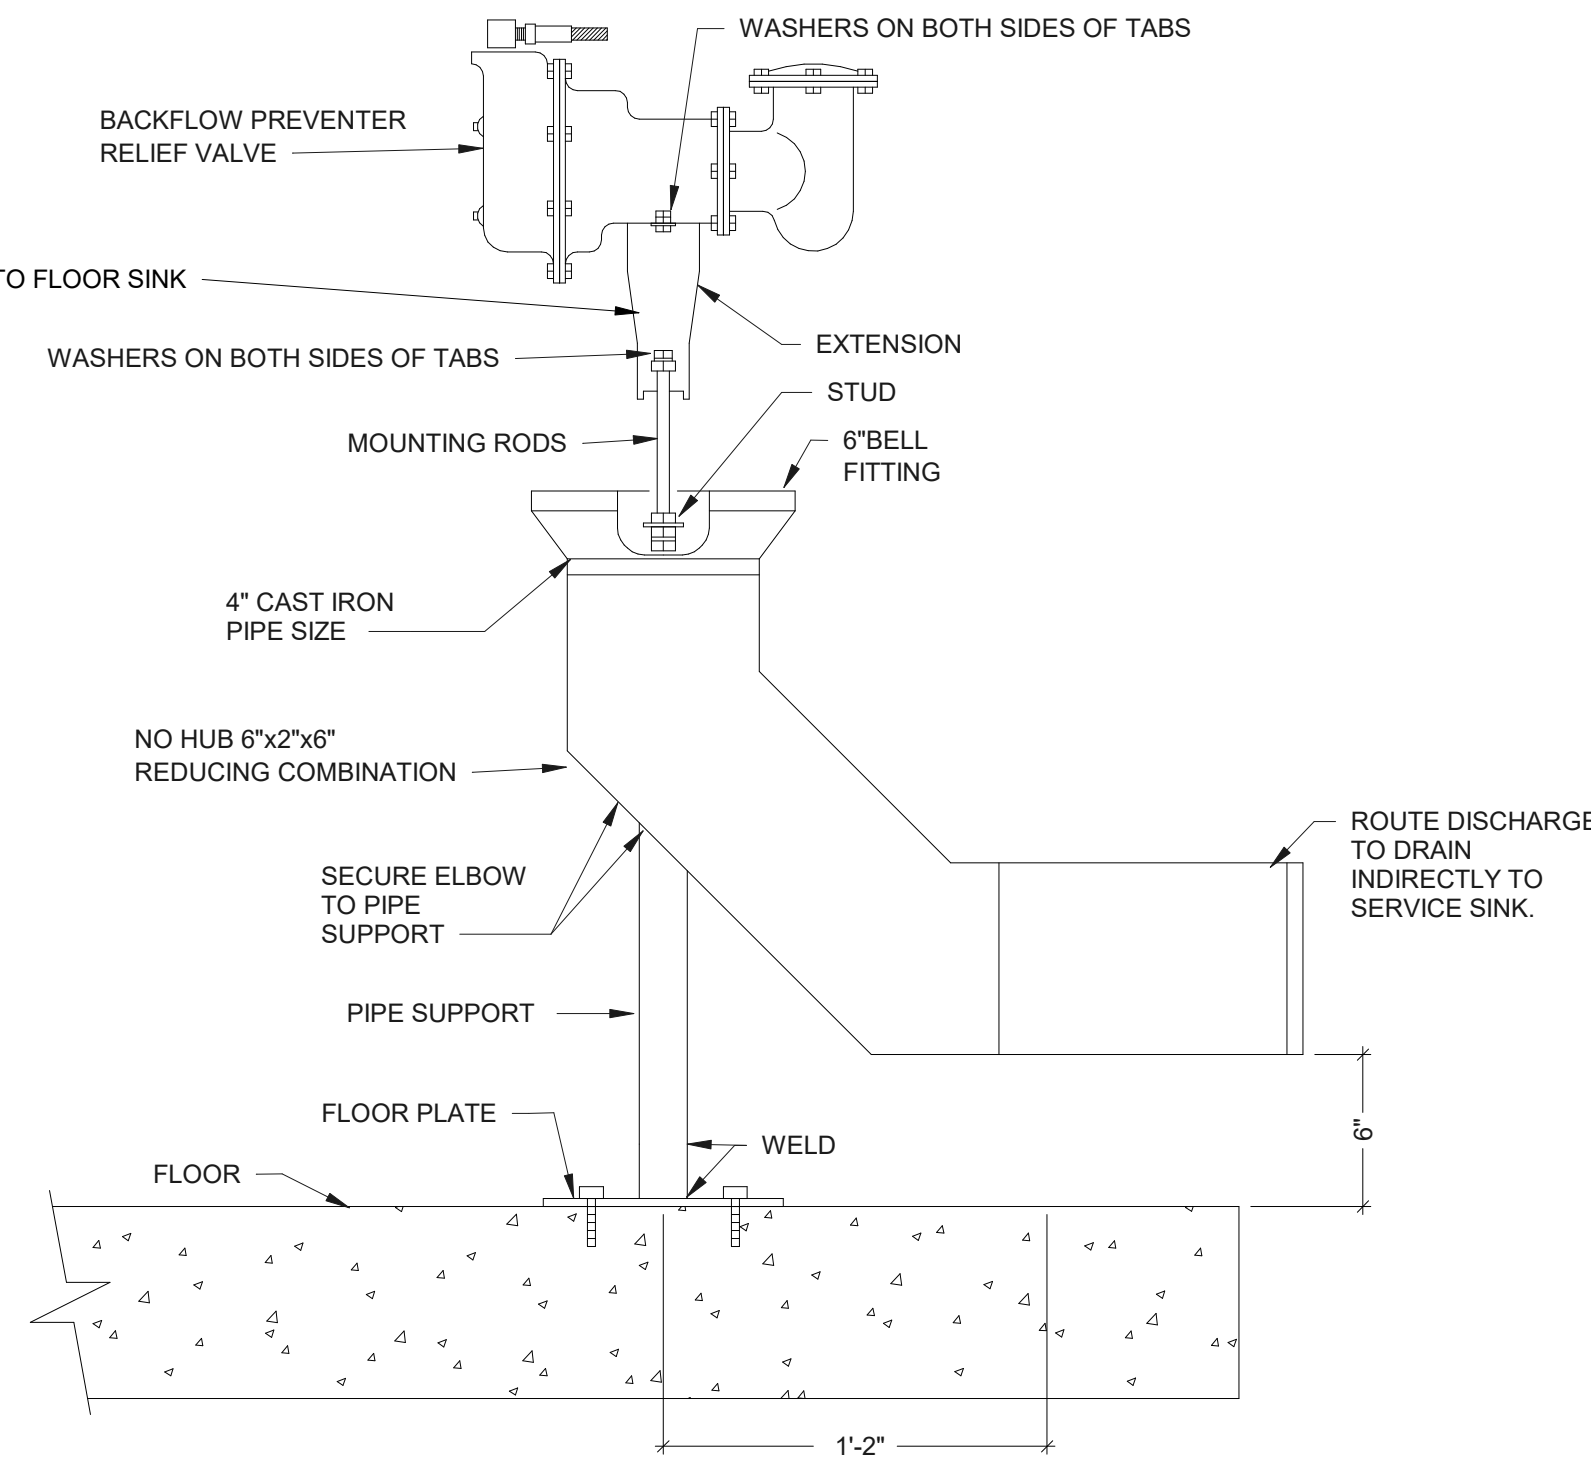 WASHERS ON BOTH SIDES OF TABS
BACKFLOW PREVENTER
RELIEF VALVE
TO FLOOR SINK
EXTENSION
WASHERS ON BOTH SIDES OF TABS
STUD
MOUNTING RODS
6"BELL
FITTING
4" CAST IRON
PIPE SIZE
NO HUB 6"x2"x6"
REDUCING COMBINATION
ROUTE DISCHARGE
TO DRAIN
INDIRECTLY TO
SERVICE SINK.
SECURE ELBOW
TO PIPE
SUPPORT
PIPE SUPPORT
FLOOR PLATE
WELD
6"
FLOOR
1'-2"